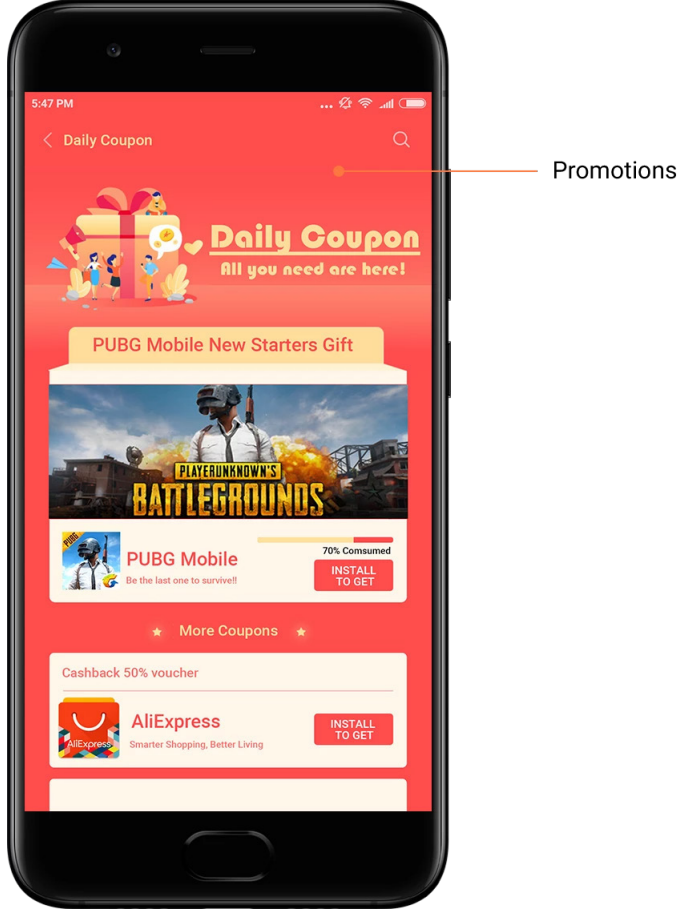 5:47 PM
Daily Coupon
Promotions
Daily Coupon
All you need are here!
PUBG Mobile New Starters Gift
PLAYERUNKNOWN'S
BATTLEGROUNDS
PUBG
PUBG Mobile
Be the last one to survive!!
70% Comsumed
INSTALL
TO GET
More Coupons
Cashback 50% voucher
AliExpress
AliExpress
Smarter Shopping, Better Living
INSTALL
TO GET